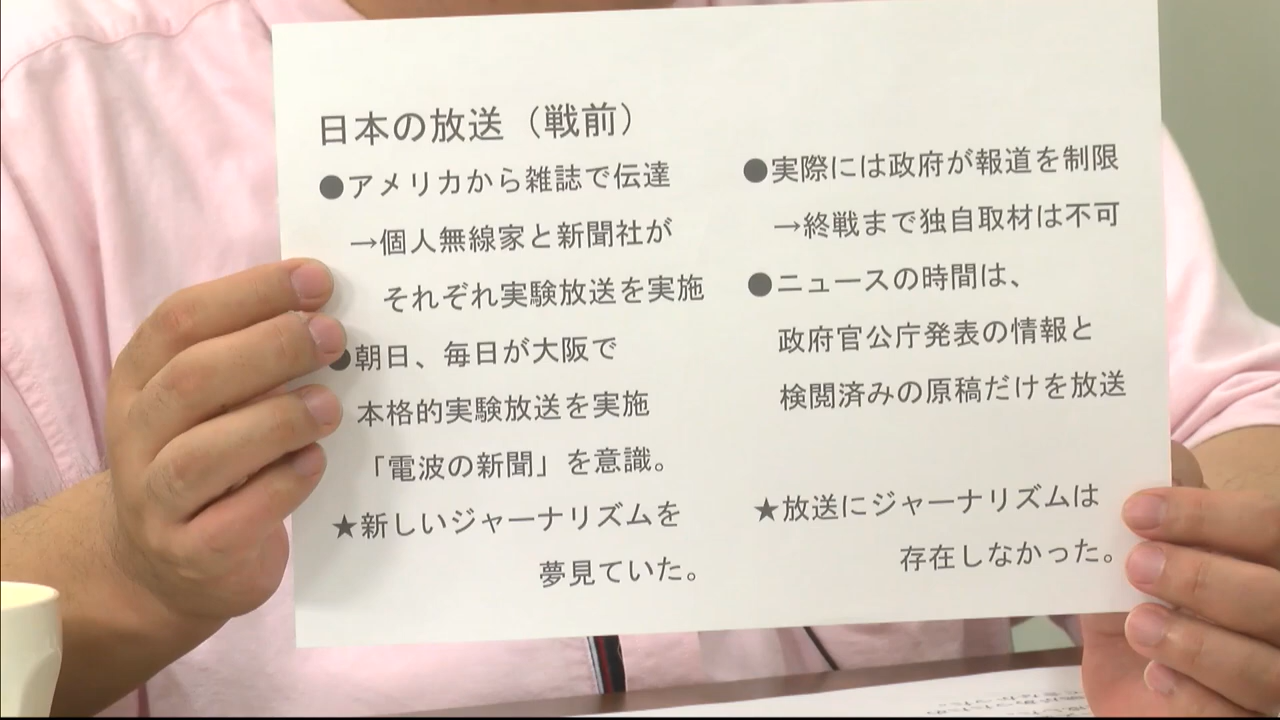 日本の放送（戦前）
●アメリカから雑誌で伝達
→個人無線家と新聞社が
それぞれ実験放送を実施
●朝日、毎日が大阪で
本格的実験放送を実施
「電波の新聞」を意識。
★新しいジャーナリズムを
夢見ていた。
●実際には政府が報道を制限
→終戦まで独自取材は不可
●ニュースの時間は、
政府官公庁発表の情報と
検閲済みの原稿だけを放送
★放送にジャーナリズムは
存在しなかった。